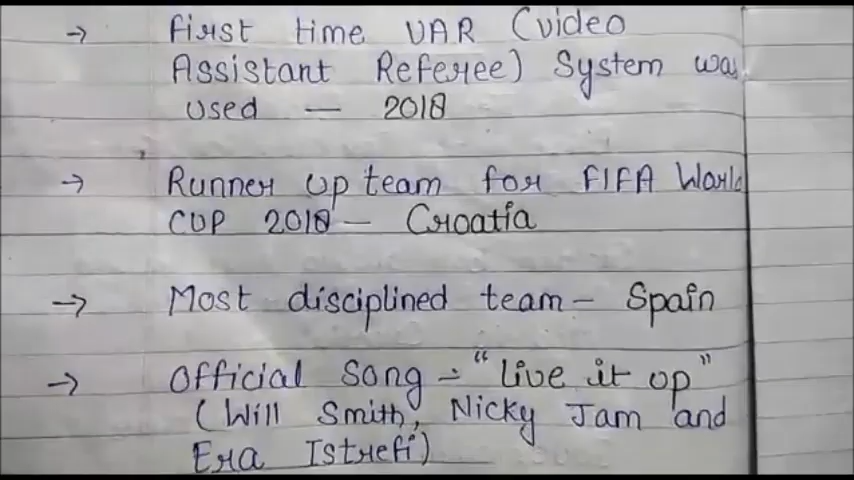 → First time VAR (video
Assistant Referee) System was
used — 2018
→ Runner up team for FIFA World
CUP 2018 — Croatia
→ Most disciplined team – Spain
→ Official Song – "Live it up"
(Will Smith, Nicky Jam and
Era Istrefi)